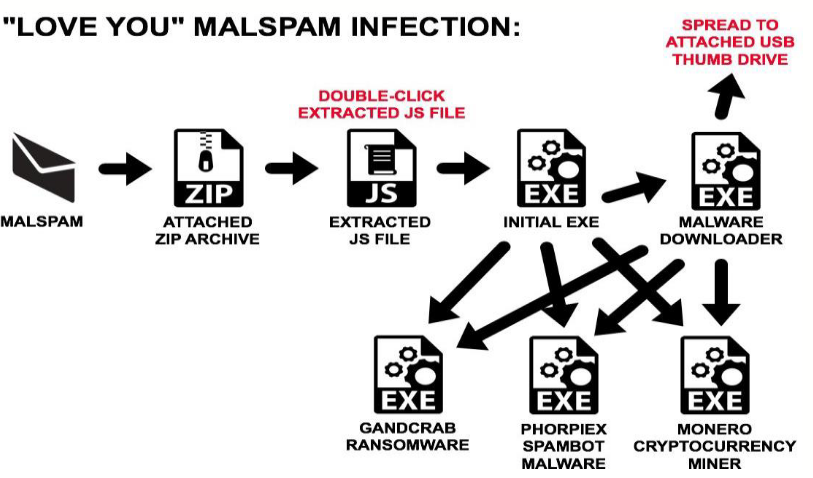 "LOVE YOU" MALSPAM INFECTION:
SPREAD TO
ATTACHED USB
THUMB DRIVE
DOUBLE-CLICK
EXTRACTED JS FILE
ZIP
JS
EXE
EXE
MALSPAM
ATTACHED
ZIP ARCHIVE
EXTRACTED
JS FILE
INITIAL EXE
MALWARE
DOWNLOADER
EXE
EXE
EXE
GANDCRAB
RANSOMWARE
PHORPIEX
SPAMBOT
MALWARE
MONERO
CRYPTOCURRENCY
MINER